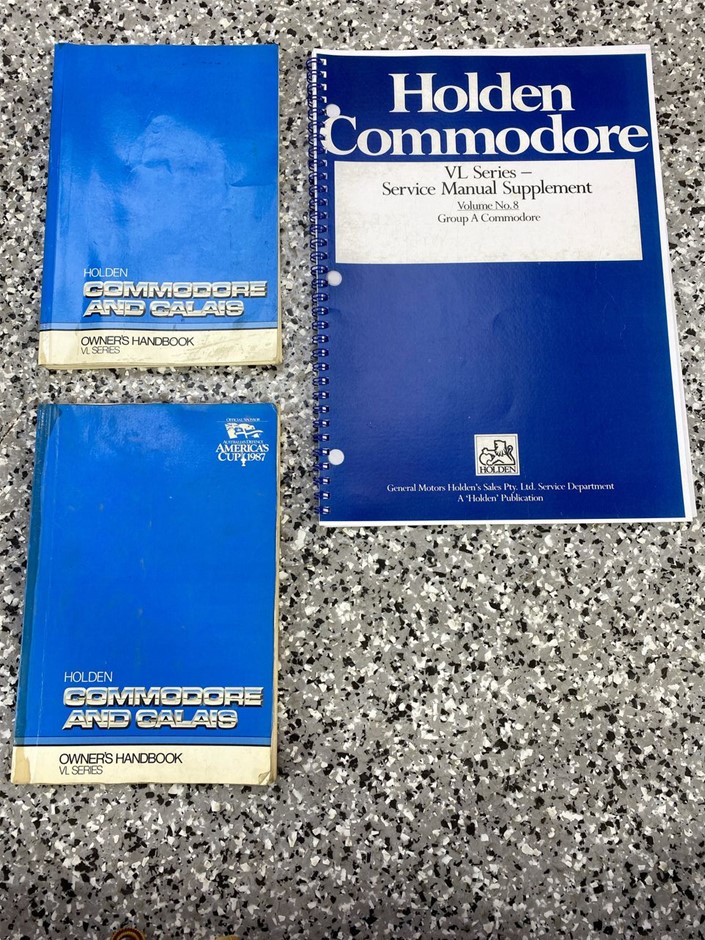 HOLDEN
COMMODORE
AND CALAIS
OWNER'S HANDBOOK
VL SERIES
Holden
Commodore
VL Series –
Service Manual Supplement
Volume No. 8
Group A Commodore
HOLDEN
General Motors Holden's Sales Pty. Ltd. Service Department
A 'Holden' Publication
OFFICIAL SPONSOR
AUSTRALIA'S DEFENCE
AMERICA'S
CUP 1987
HOLDEN
COMMODORE
AND CALAIS
OWNER'S HANDBOOK
VL SERIES